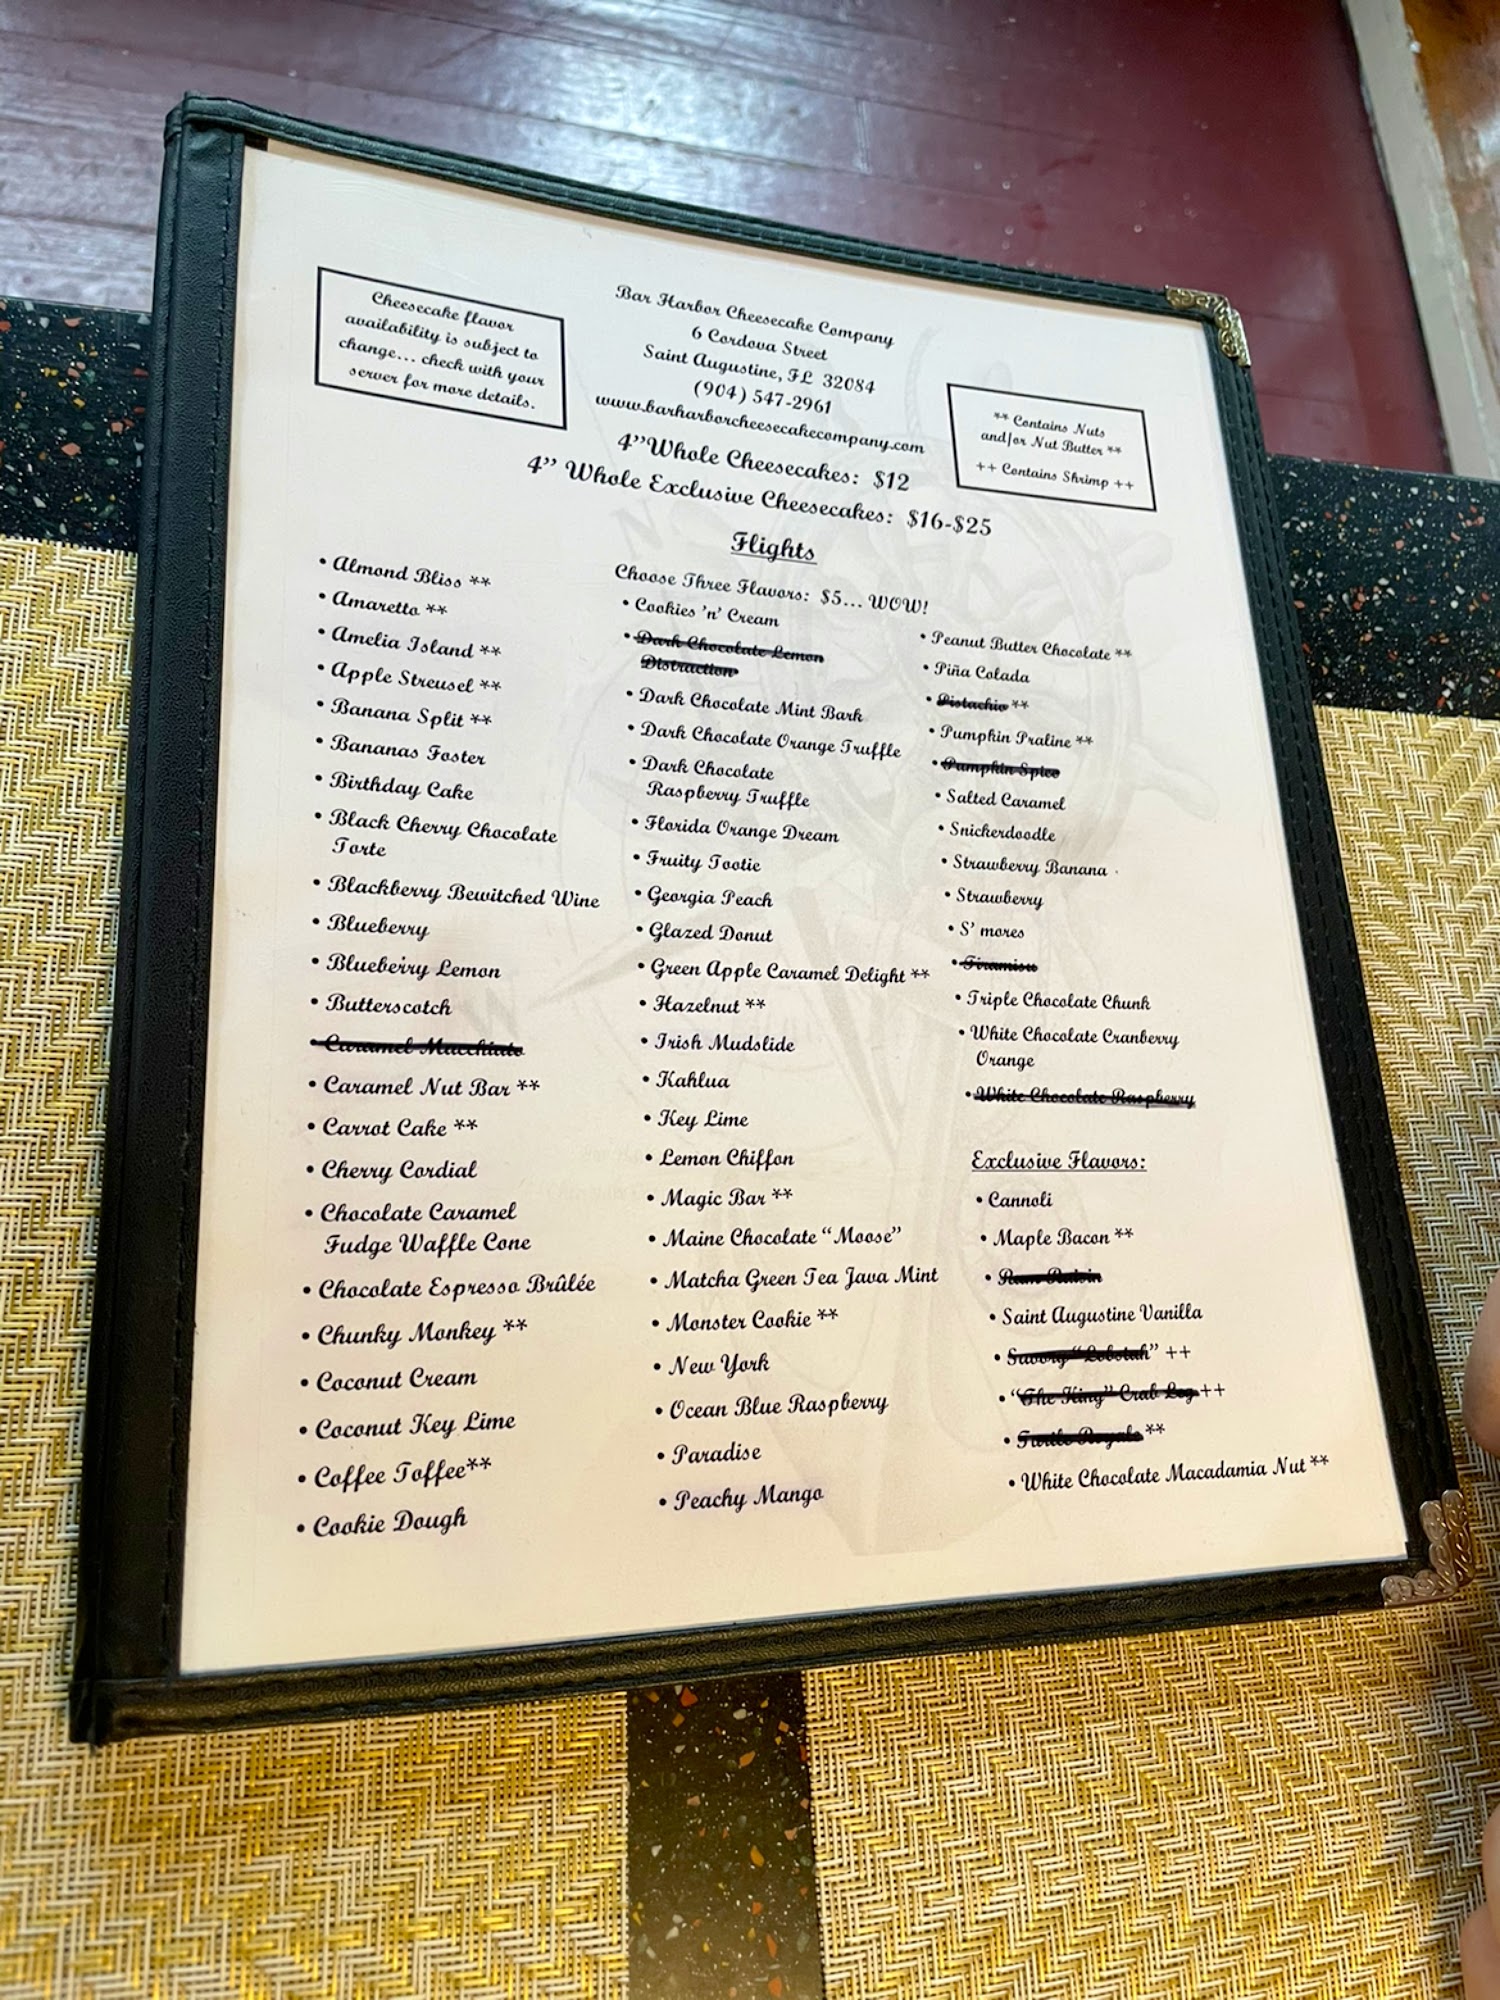 Cheesecake flavor
availability is subject to
change... check with your
server for more details.
Bar Harbor Cheesecake Company
6 Cordova Street
Saint Augustine, FL 32084
(904) 547-2961
www.barharborcheesecakecompany.com
** Contains Nuts
and/or Nut Butter **
++ Contains Shrimp ++
4” Whole Cheesecakes: $12
4” Whole Exclusive Cheesecakes: $16-$25
Flights
Choose Three Flavors: $5... WOW!
• Almond Bliss **
• Amaretto **
• Amelia Island **
• Apple Streusel **
• Banana Split **
• Bananas Foster
• Birthday Cake
• Black Cherry Chocolate
Torte
• Blackberry Bewitched Wine
• Blueberry
• Blueberry Lemon
• Butterscotch
• Caramel Macchiato
• Caramel Nut Bar **
• Carrot Cake **
• Cherry Cordial
• Chocolate Caramel
Fudge Waffle Cone
• Chocolate Espresso Brûlée
• Chunky Monkey **
• Coconut Cream
• Coconut Key Lime
• Coffee Toffee**
• Cookie Dough
• Cookies 'n' Cream
• Dark Chocolate Lemon
Distraction
• Dark Chocolate Mint Bark
• Dark Chocolate Orange Truffle
• Dark Chocolate
Raspberry Truffle
• Florida Orange Dream
• Fruity Tootie
• Georgia Peach
• Glazed Donut
• Green Apple Caramel Delight **
• Hazelnut **
• Irish Mudslide
• Kahlua
• Key Lime
• Lemon Chiffon
• Magic Bar **
• Maine Chocolate “Moose”
• Matcha Green Tea Java Mint
• Monster Cookie **
• New York
• Ocean Blue Raspberry
• Paradise
• Peachy Mango
• Peanut Butter Chocolate **
• Piña Colada
• Pistachio **
• Pumpkin Praline **
• Pumpkin Spice
• Salted Caramel
• Snickerdoodle
• Strawberry Banana
• Strawberry
• S' mores
• Tiramisu
• Triple Chocolate Chunk
• White Chocolate Cranberry
Orange
• White Chocolate Raspberry
Exclusive Flavors:
• Cannoli
• Maple Bacon **
• Rum Raisin
• Saint Augustine Vanilla
• Savory “Lobstah” ++
• “The King” Crab Leg ++
• Turtle Royale **
• White Chocolate Macadamia Nut **
N
W